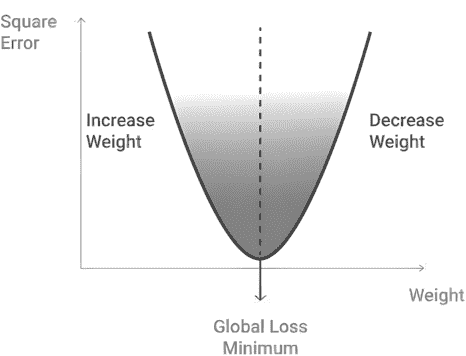 Square
Error
Increase
Weight
Decrease
Weight
Weight
Global Loss
Minimum